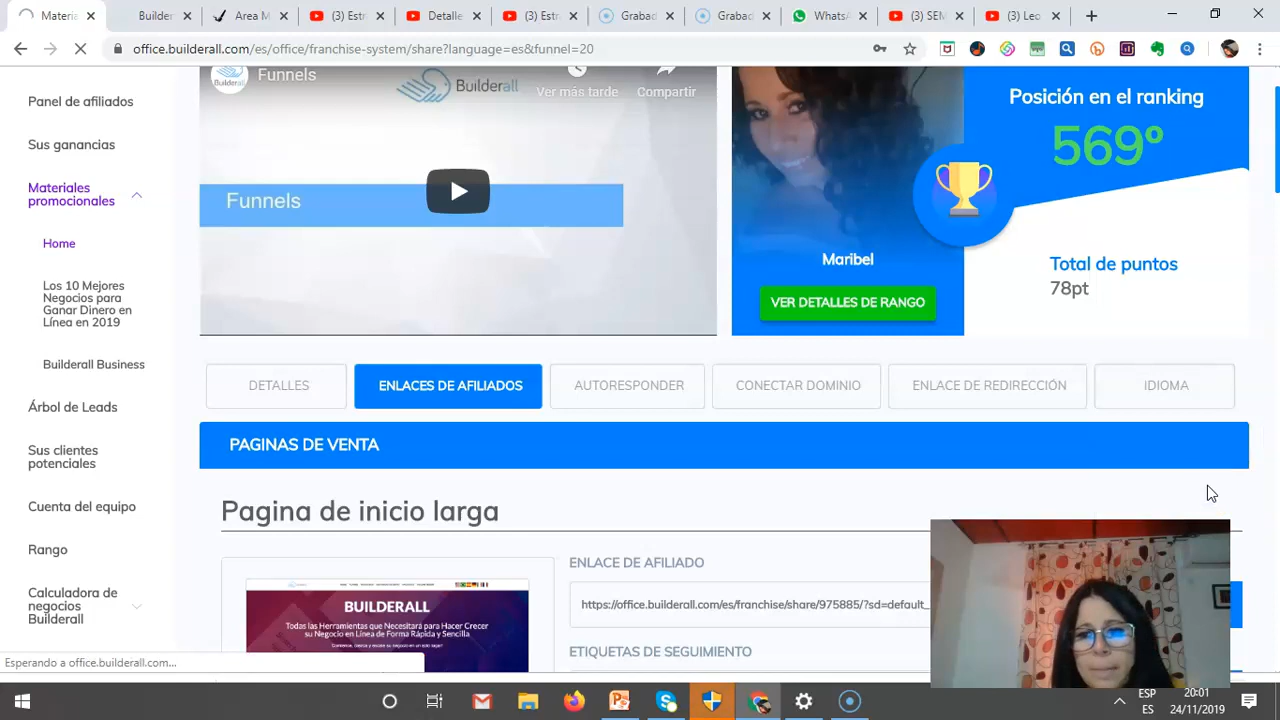 Materia
Builder
Area M
(3) Estr
Detalle
(3) Estr
Grabad
Grabad
WhatsA
(3) SEM
(3) Leo
office.builderall.com/es/office/franchise-system/share?language=es&funnel=20
Panel de afiliados
Sus ganancias
Materiales
promocionales
Home
Los 10 Mejores
Negocios para
Ganar Dinero en
Línea en 2019
Builderall Business
Árbol de Leads
Sus clientes
potenciales
Cuenta del equipo
Rango
Calculadora de
negocios
Builderall
Builderall
Funnels
Builderall
Ver más tarde
Compartir
Funnels
Maribel
VER DETALLES DE RANGO
Posición en el ranking
569º
Total de puntos
78pt
DETALLES
ENLACES DE AFILIADOS
AUTORESPONDER
CONECTAR DOMINIO
ENLACE DE REDIRECCIÓN
IDIOMA
PAGINAS DE VENTA
Pagina de inicio larga
BUILDERALL
Todas las Herramientas que Necesitará para Hacer Crecer
su Negocio en Línea de Forma Rápida y Sencilla
ENLACE DE AFILIADO
https://office.builderall.com/es/franchise/share/975885/?sd=default_
ETIQUETAS DE SEGUIMIENTO
Esperando a office.builderall.com...
ESP
ES
20:01
24/11/2019